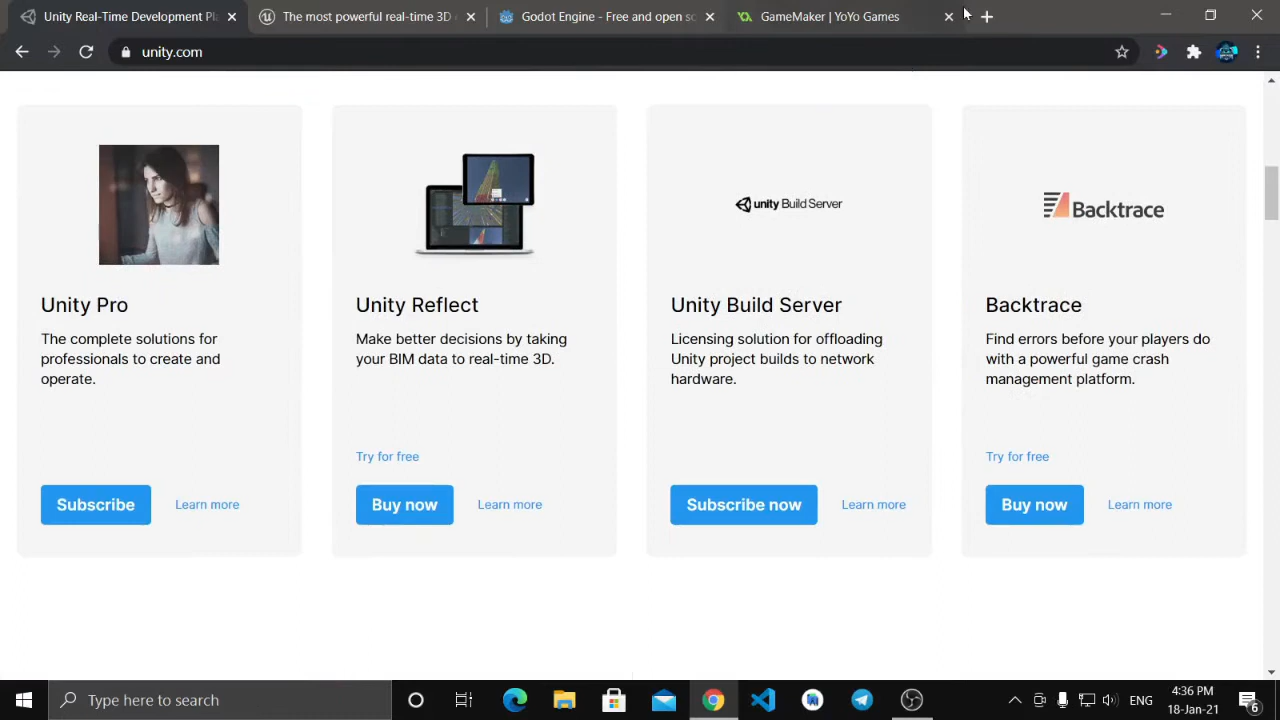 Unity Real-Time Development Pl
The most powerful real-time 3D c
Godot Engine - Free and open so
GameMaker | YoYo Games
unity.com
unity Build Server
Backtrace
Unity Pro
The complete solutions for
professionals to create and
operate.
Subscribe
Learn more
Unity Reflect
Make better decisions by taking
your BIM data to real-time 3D.
Try for free
Buy now
Learn more
Unity Build Server
Licensing solution for offloading
Unity project builds to network
hardware.
Subscribe now
Learn more
Backtrace
Find errors before your players do
with a powerful game crash
management platform.
Try for free
Buy now
Learn more
Type here to search
ENG
4:36 PM
18-Jan-21
6